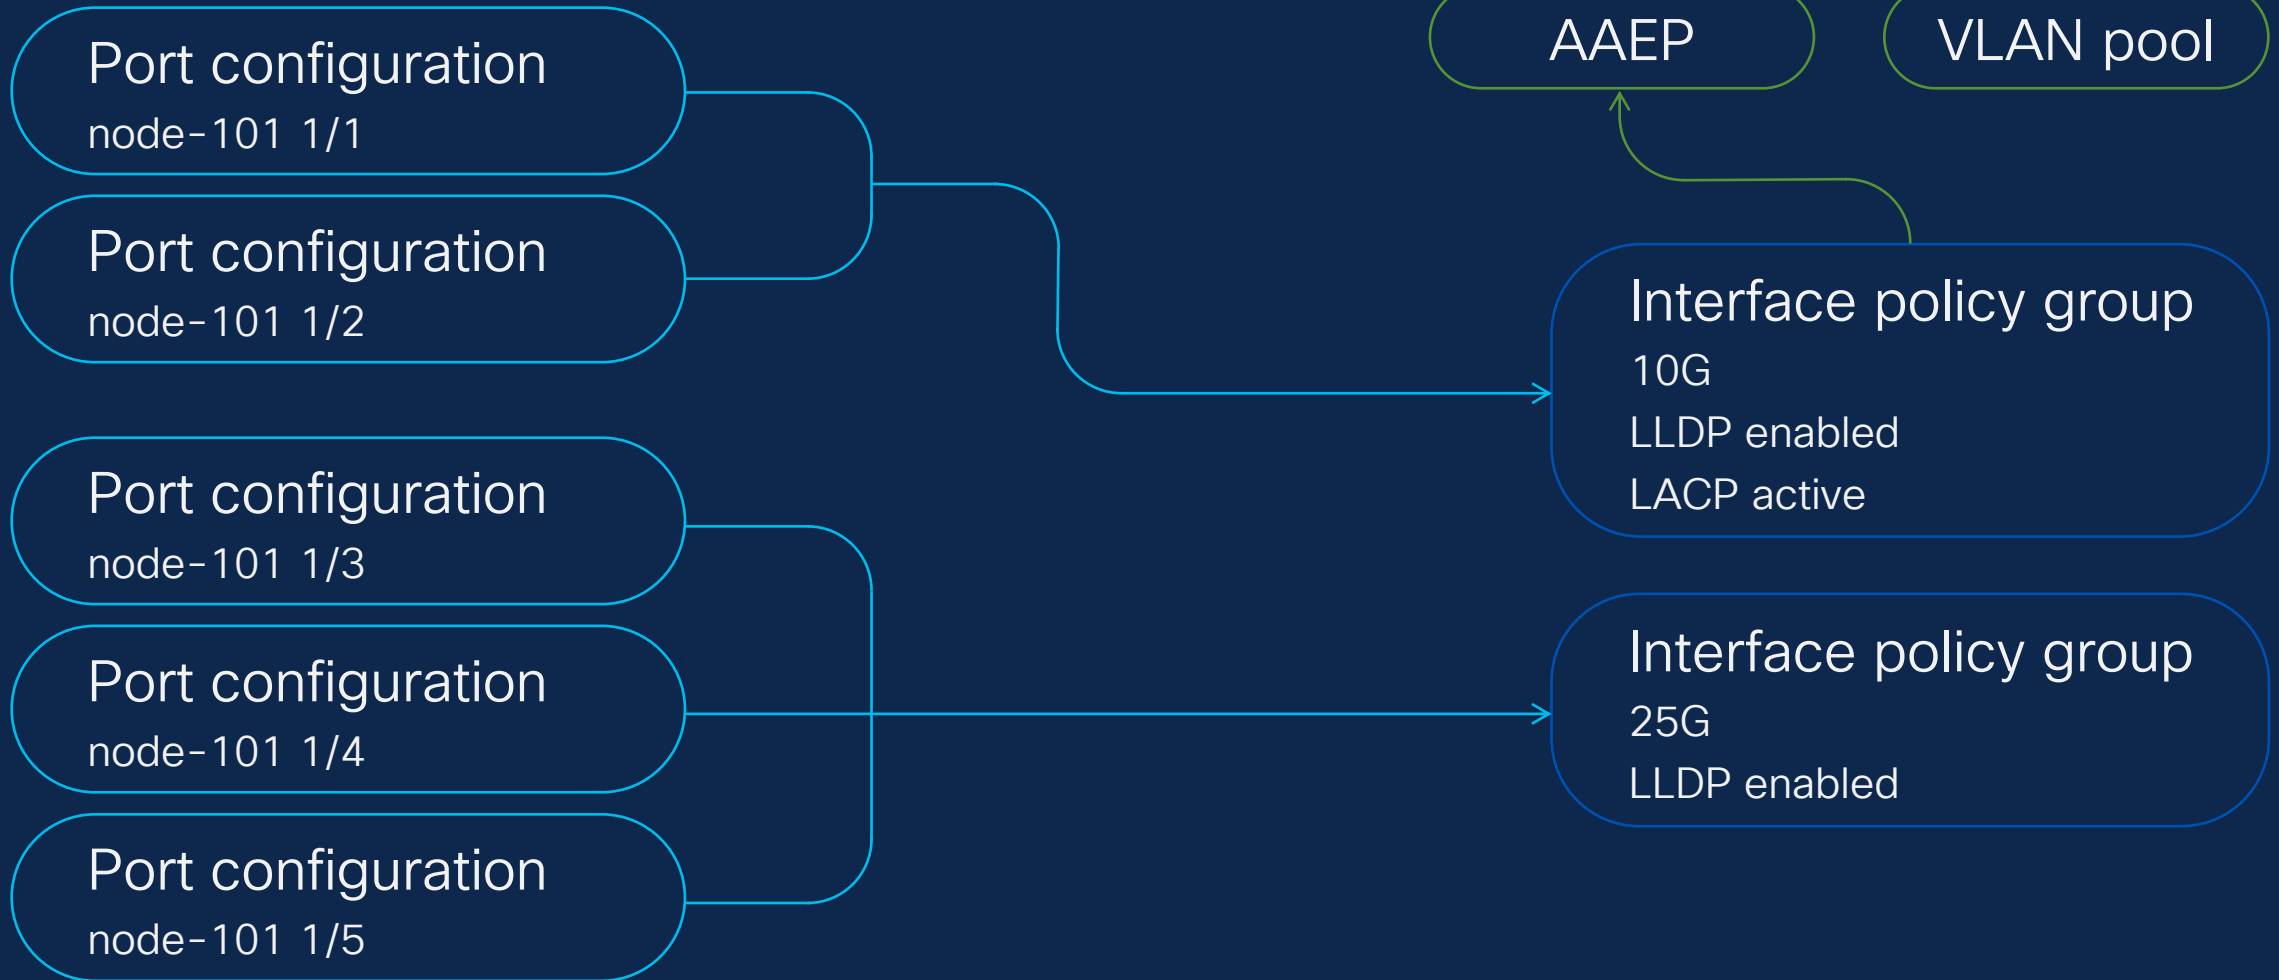 Port configuration
node-101 1/1
Port configuration
node-101 1/2
Port configuration
node-101 1/3
Port configuration
node-101 1/4
Port configuration
node-101 1/5
AAEP
VLAN pool
Interface policy group
10G
LLDP enabled
LACP active
Interface policy group
25G
LLDP enabled